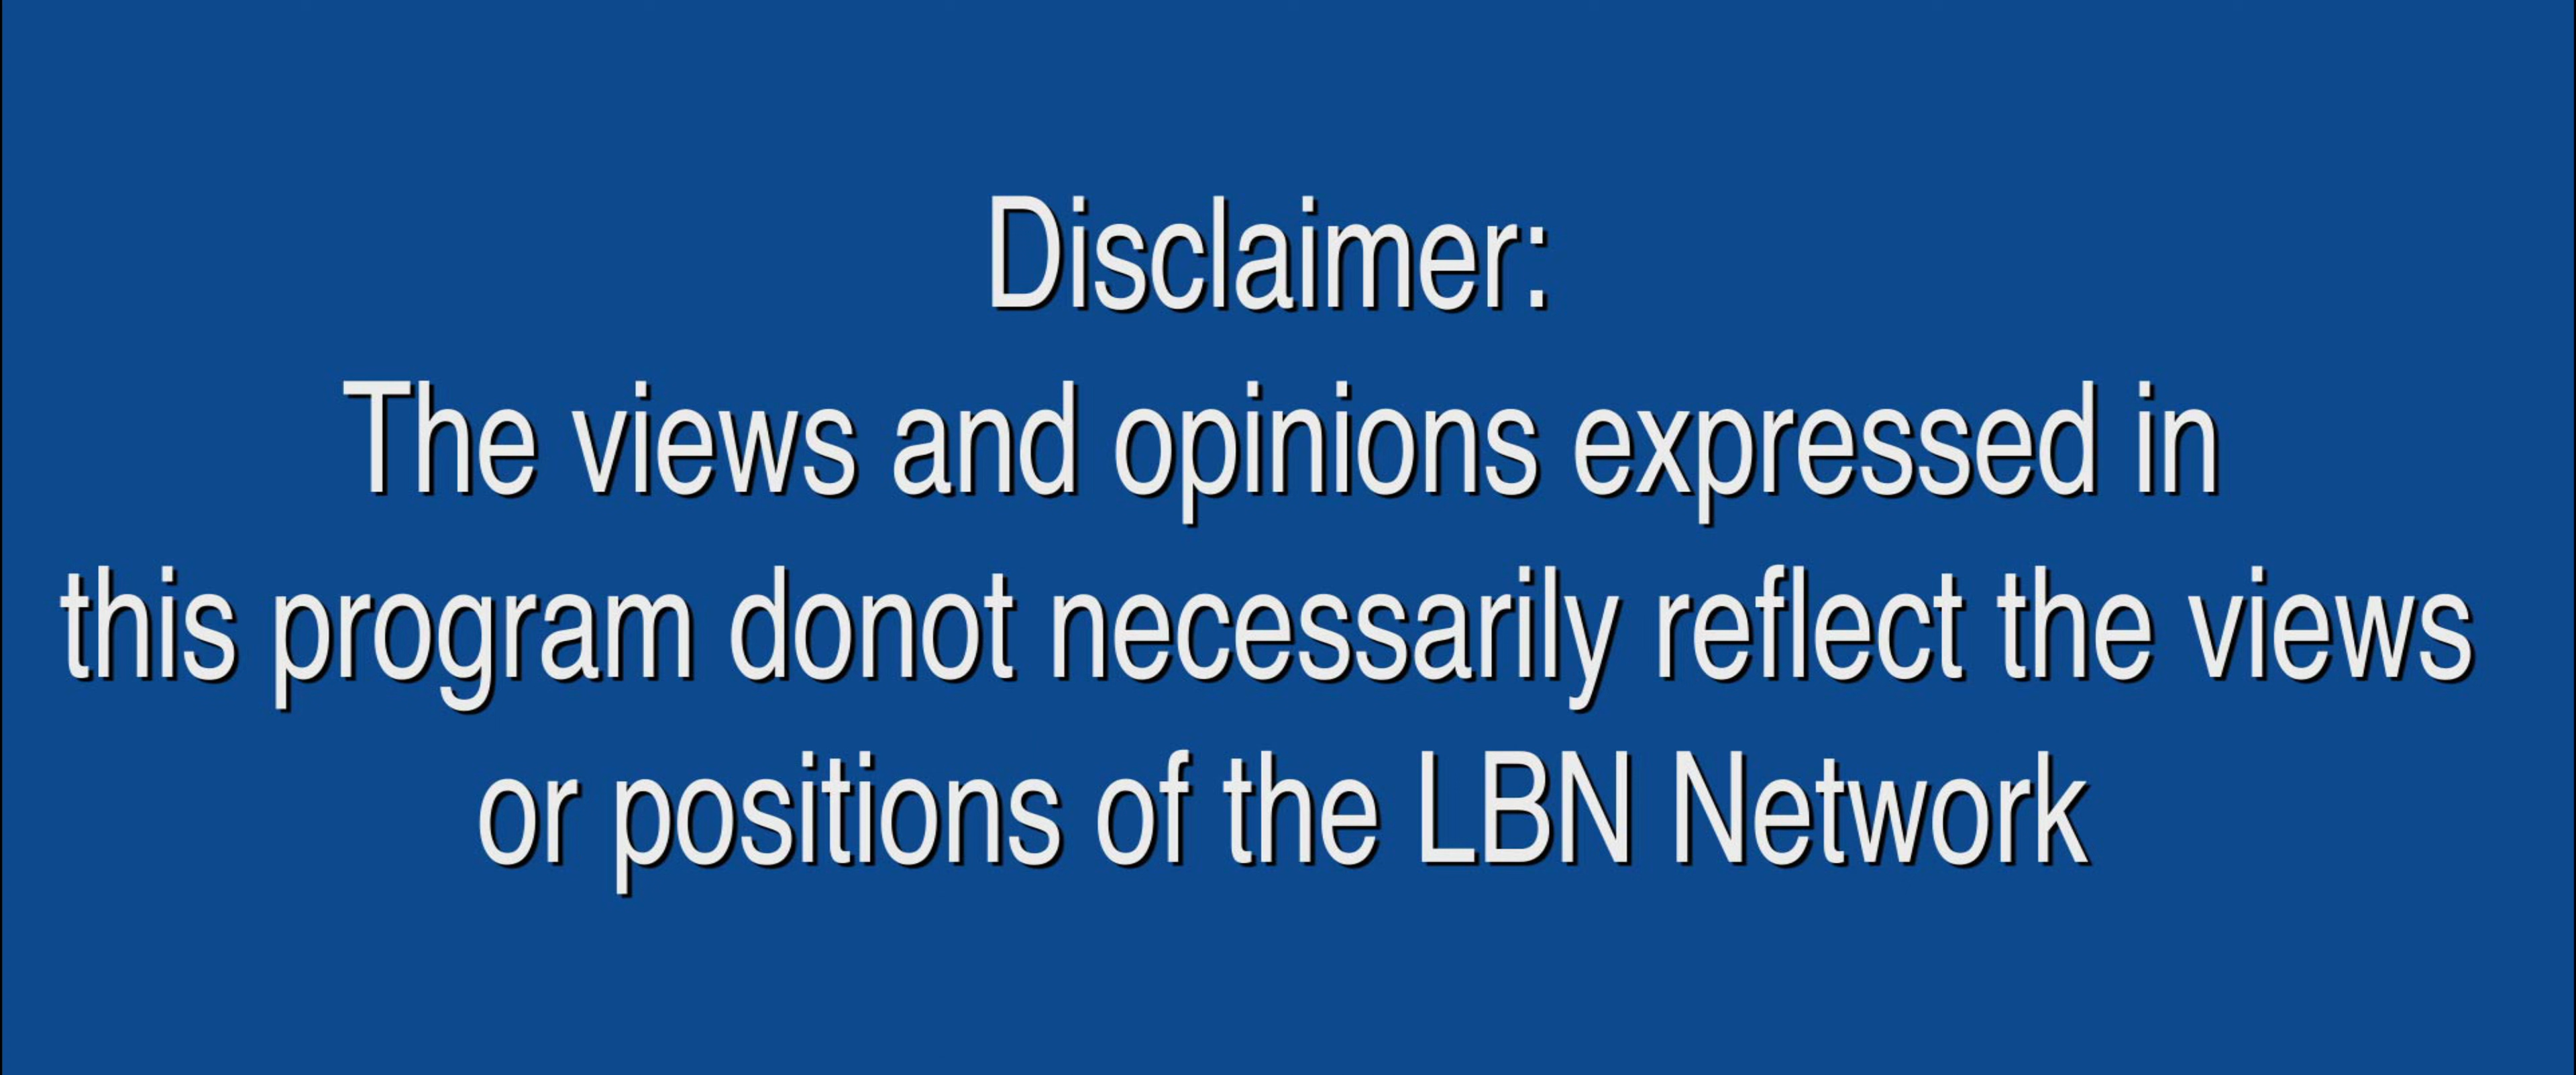 Disclaimer:
The views and opinions expressed in
this program donot necessarily reflect the views
or positions of the LBN Network